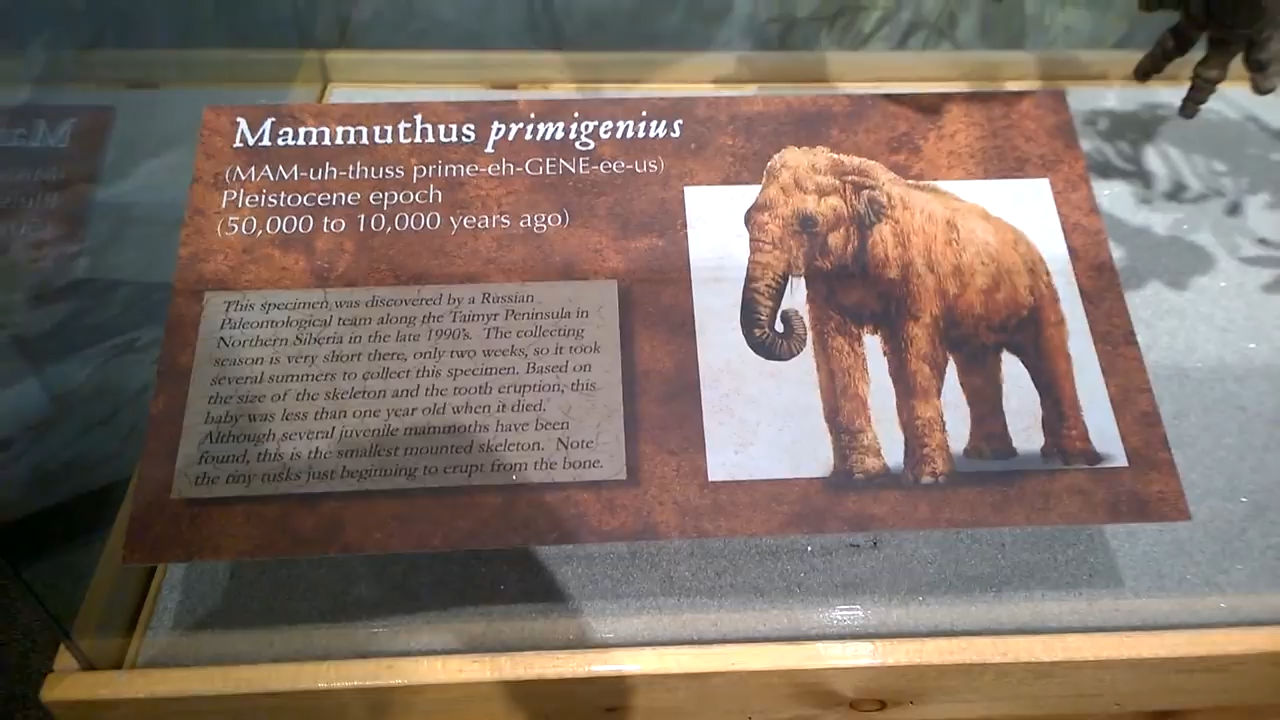 Mammuthus primigenius
(MAM-uh-thuss prime-eh-GENE-ee-us)
Pleistocene epoch
(50,000 to 10,000 years ago)
This specimen was discovered by a Russian
Paleontological team along the Taimyr Peninsula in
Northern Siberia in the late 1990's. The collecting
season is very short there, only two weeks, so it took
several summers to collect this specimen. Based on
the size of the skeleton and the tooth eruption, this
baby was less than one year old when it died.
Although several juvenile mammoths have been
found, this is the smallest mounted skeleton. Note
the tiny tusks just beginning to erupt from the bone.